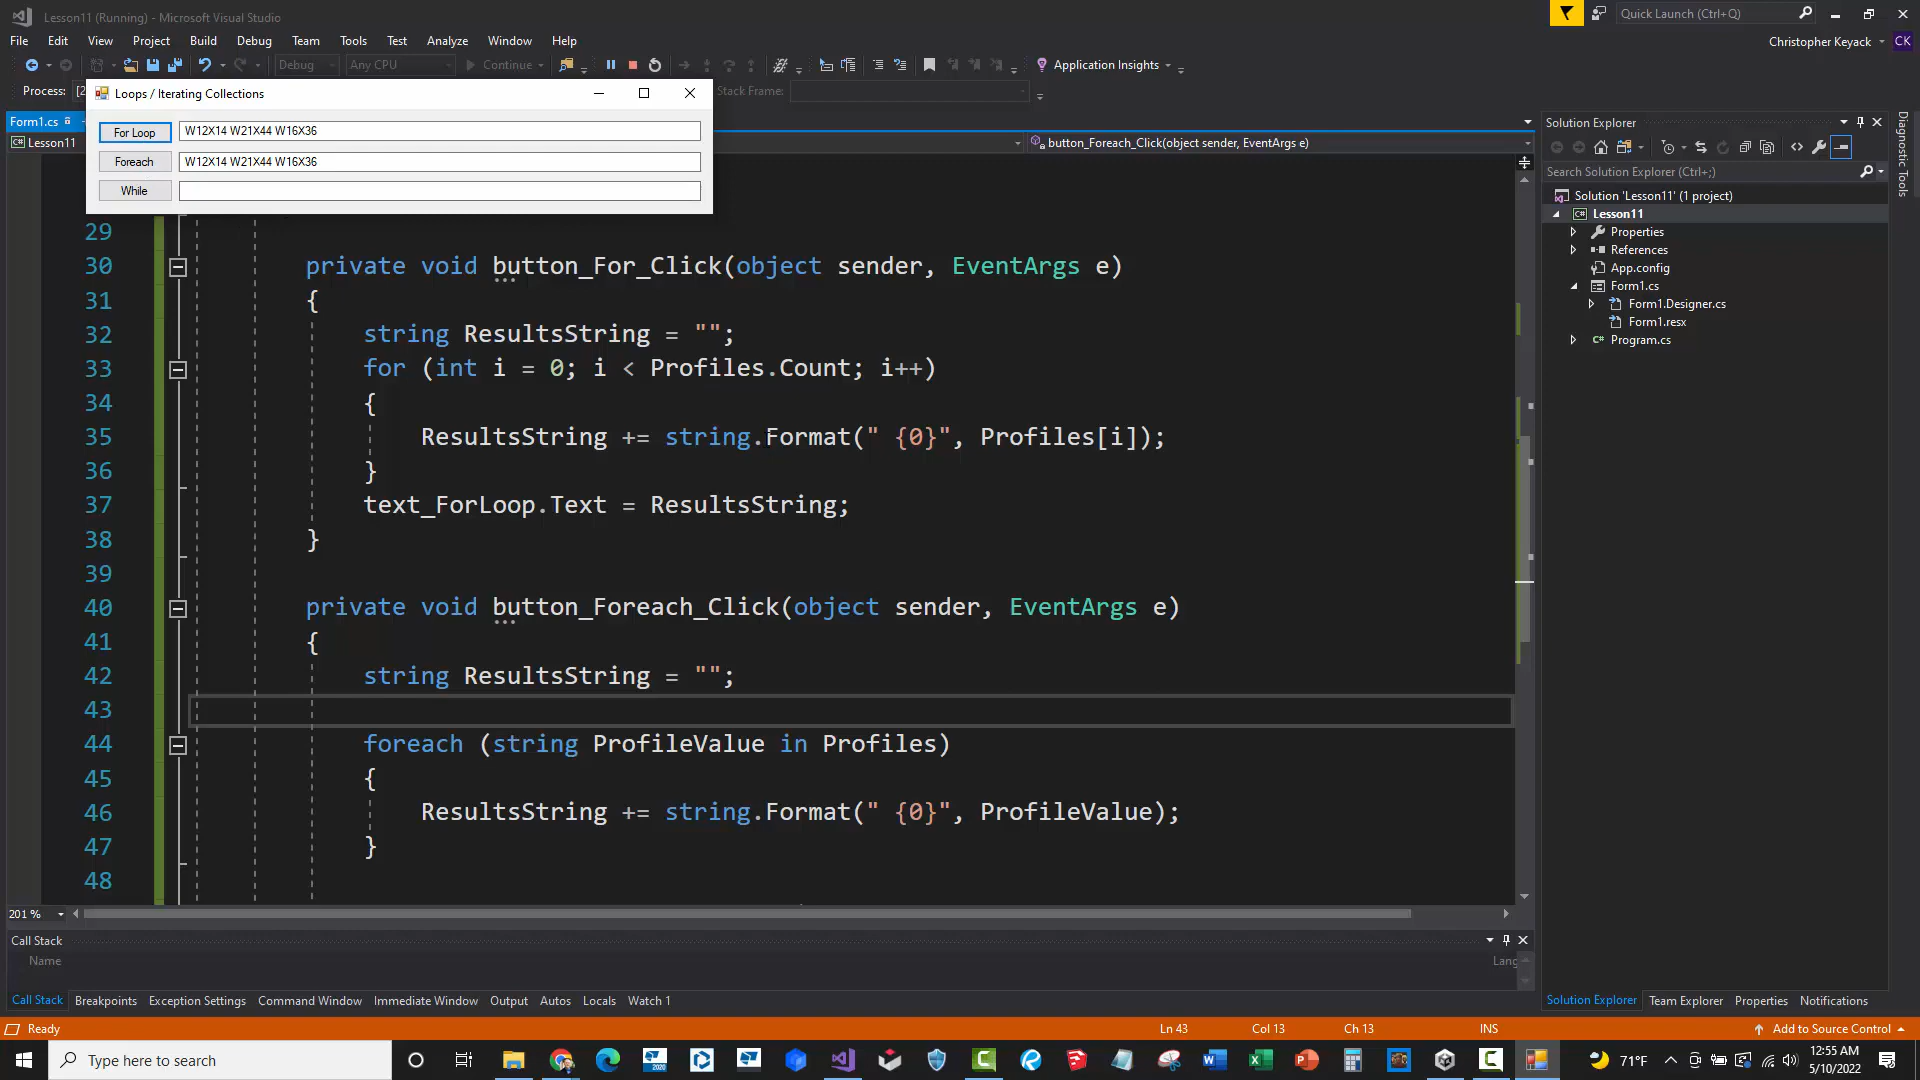 Lesson11 (Running) - Microsoft Visual Studio
Quick Launch (Ctrl+Q)
File Edit View Project Build Debug Team Tools Test Analyze Window Help
Christopher Keyack CK
Debug Any CPU Continue Application Insights
Process: [2 Stack Frame:
Loops / Iterating Collections
Form1.cs
Lesson11 button_Foreach_Click(object sender, EventArgs e)
For Loop W12X14 W21X44 W16X36
Foreach W12X14 W21X44 W16X36
While
29
30 private void button_For_Click(object sender, EventArgs e)
31 {
32 string ResultsString = "";
33 for (int i = 0; i < Profiles.Count; i++)
34 {
35 ResultsString += string.Format(" {0}", Profiles[i]);
36 }
37 text_ForLoop.Text = ResultsString;
38 }
39
40 private void button_Foreach_Click(object sender, EventArgs e)
41 {
42 string ResultsString = "";
43
44 foreach (string ProfileValue in Profiles)
45 {
46 ResultsString += string.Format(" {0}", ProfileValue);
47 }
48
201 %
Solution Explorer
Search Solution Explorer (Ctrl+;)
Solution 'Lesson11' (1 project)
C# Lesson11
Properties
References
App.config
Form1.cs
Form1.Designer.cs
Form1.resx
C# Program.cs
Diagnostic Tools
Call Stack
Name Lang
Call Stack Breakpoints Exception Settings Command Window Immediate Window Output Autos Locals Watch 1
Solution Explorer Team Explorer Properties Notifications
Ready Ln 43 Col 13 Ch 13 INS Add to Source Control
Type here to search
2020
71°F
12:55 AM
5/10/2022